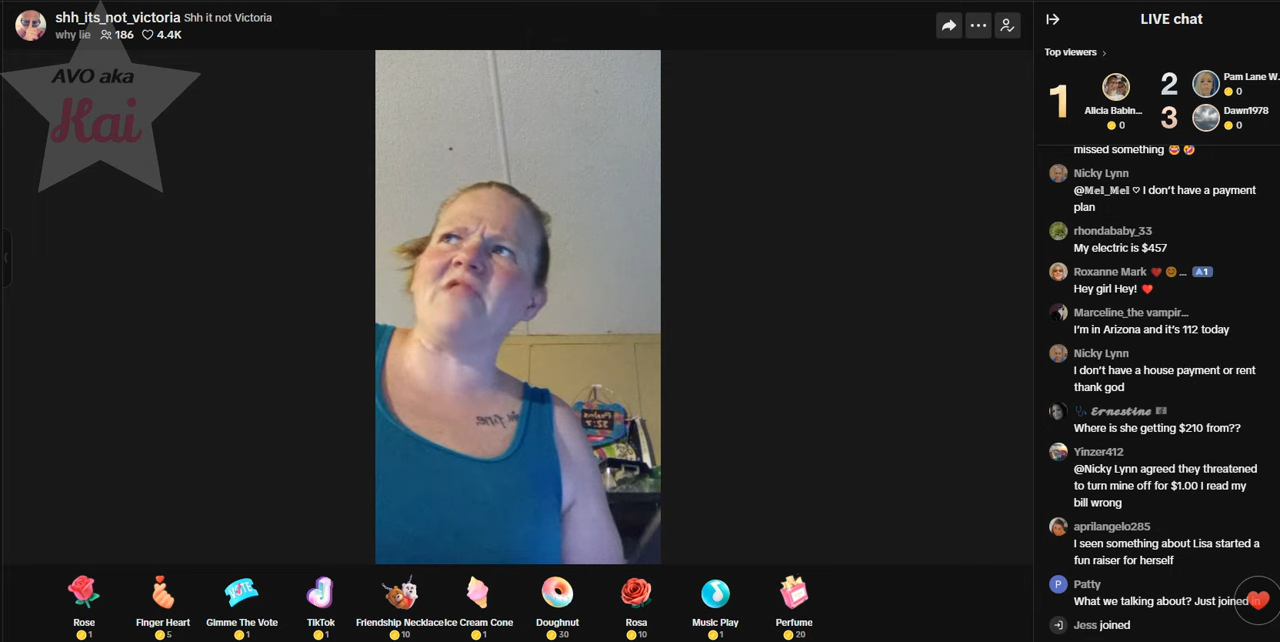 shh_its_not_victoria Shh it not Victoria
why lie 186 4.4K
AVO aka
Kai
LIVE chat
Top viewers
1
Alicia Babin...
0
2
Pam Lane W...
0
3
Dawn1978
0
missed something
Nicky Lynn
@𝕄𝕖𝕝_𝕄𝕖𝕝 ♡ I don't have a payment
plan
rhondababy_33
My electric is $457
Roxanne Mark ... A1
Hey girl Hey!
Marceline_the vampir...
I'm in Arizona and it's 112 today
Nicky Lynn
I don't have a house payment or rent
thank god
𝓔𝓻𝓷𝓮𝓼𝓽𝓲𝓷𝓮
Where is she getting $210 from??
Yinzer412
@Nicky Lynn agreed they threatened
to turn mine off for $1.00 I read my
bill wrong
aprilangelo285
I seen something about Lisa started a
fun raiser for herself
P
Patty
What we talking about? Just joined in
Jess joined
Psalms
32:7
VOTE
Rose
1
Finger Heart
5
Gimme The Vote
1
TikTok
1
Friendship Necklace
10
Ice Cream Cone
1
Doughnut
30
Rosa
10
Music Play
1
Perfume
20